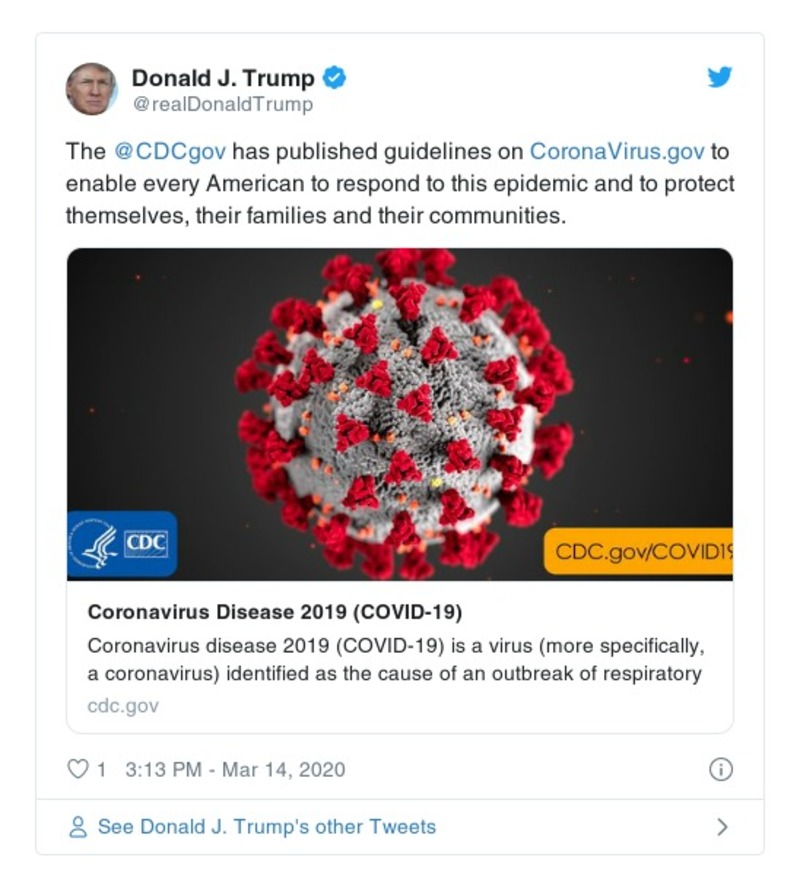 Donald J. Trump
@realDonaldTrump
The @CDCgov has published guidelines on CoronaVirus.gov to
enable every American to respond to this epidemic and to protect
themselves, their families and their communities.
CDC
CDC.gov/COVID19
Coronavirus Disease 2019 (COVID-19)
Coronavirus disease 2019 (COVID-19) is a virus (more specifically,
a coronavirus) identified as the cause of an outbreak of respiratory
cdc.gov
1 3:13 PM - Mar 14, 2020
See Donald J. Trump's other Tweets